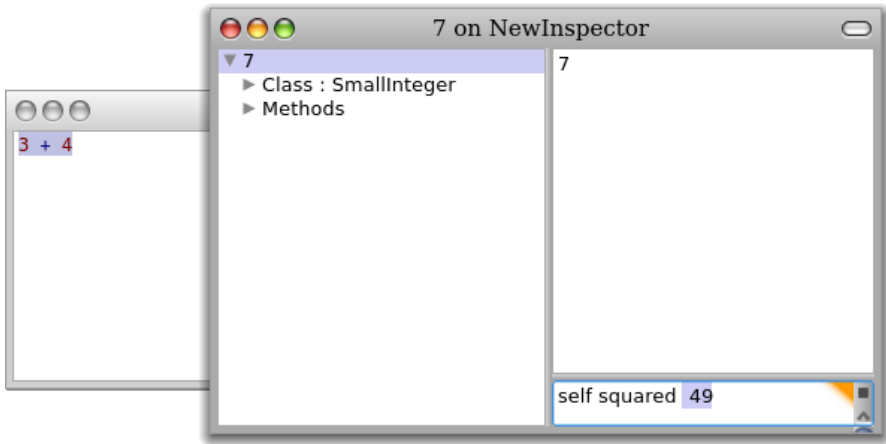 7 on NewInspector
7
Class : SmallInteger
Methods
7
self squared 49
3 + 4